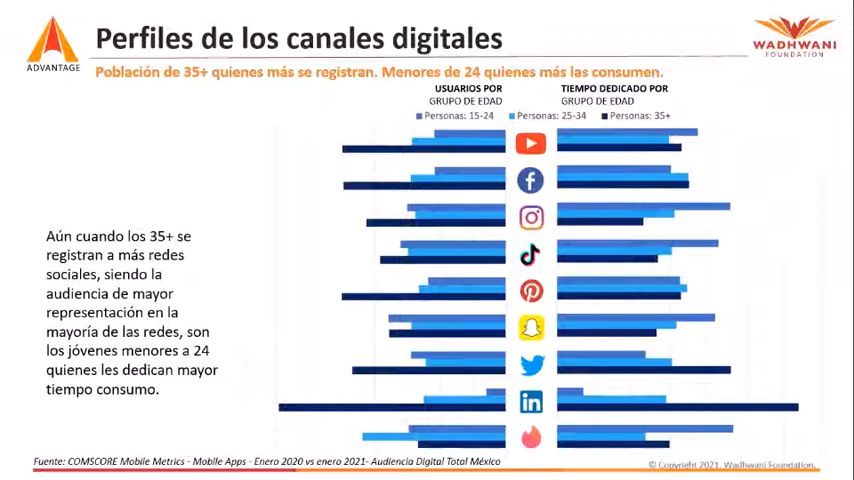 Perfiles de los canales digitales
ADVANTAGE
WADHWANI
FOUNDATION
Población de 35+ quienes más se registran. Menores de 24 quienes más las consumen.
USUARIOS POR
GRUPO DE EDAD
TIEMPO DEDICADO POR
GRUPO DE EDAD
Personas: 15-24
Personas: 25-34
Personas: 35+
Aún cuando los 35+ se
registran a más redes
sociales, siendo la
audiencia de mayor
representación en la
mayoría de las redes, son
los jóvenes menores a 24
quienes les dedican mayor
tiempo consumo.
in
Fuente: COMSCORE Mobile Metrics - Mobile Apps - Enero 2020 vs enero 2021- Audiencia Digital Total México
© Copyright 2021. Wadhwani Foundation.